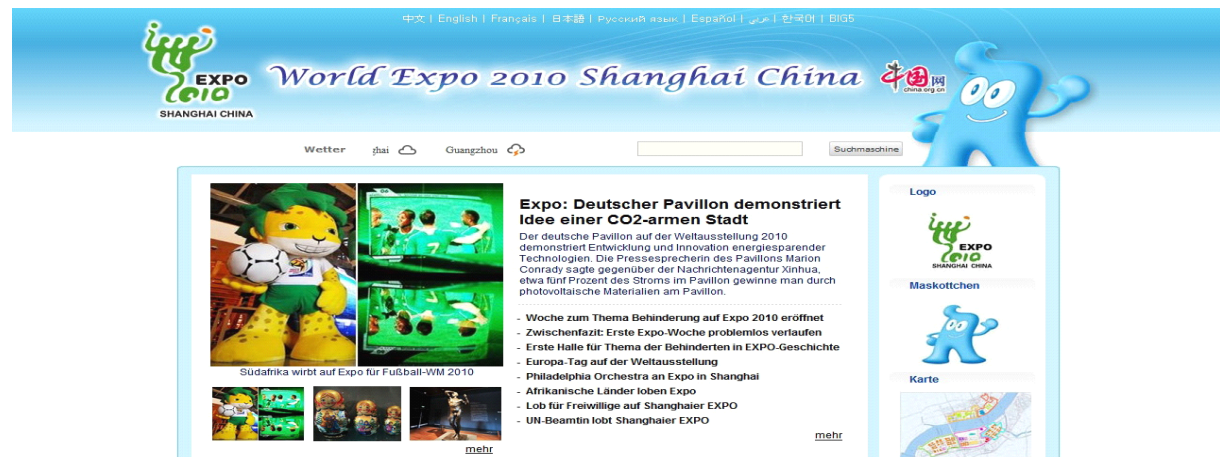 中文 | English | Français | 日本語 | Русский язык | Español | عربي | 한국어 | BIG5
EXPO
2010
SHANGHAI CHINA
World Expo 2010 Shanghai China
中国网
china.org.cn
Wetter
Guangzhou
Suchmaschine
Expo: Deutscher Pavillon demonstriert
Idee einer CO2-armen Stadt
Der deutsche Pavillon auf der Weltausstellung 2010
demonstriert Entwicklung und Innovation energiesparender
Technologien. Die Pressesprecherin des Pavillons Marion
Conrady sagte gegenüber der Nachrichtenagentur Xinhua,
etwa fünf Prozent des Stroms im Pavillon gewinne man durch
photovoltaische Materialien am Pavillon.
- Woche zum Thema Behinderung auf Expo 2010 eröffnet
- Zwischenfazit: Erste Expo-Woche problemlos verlaufen
- Erste Halle für Thema der Behinderten in EXPO-Geschichte
- Europa-Tag auf der Weltausstellung
- Philadelphia Orchestra an Expo in Shanghai
- Afrikanische Länder loben Expo
- Lob für Freiwillige auf Shanghaier EXPO
- UN-Beamtin lobt Shanghaier EXPO
mehr
Südafrika wirbt auf Expo für Fußball-WM 2010
mehr
Logo
EXPO
2010
SHANGHAI CHINA
Maskottchen
Karte